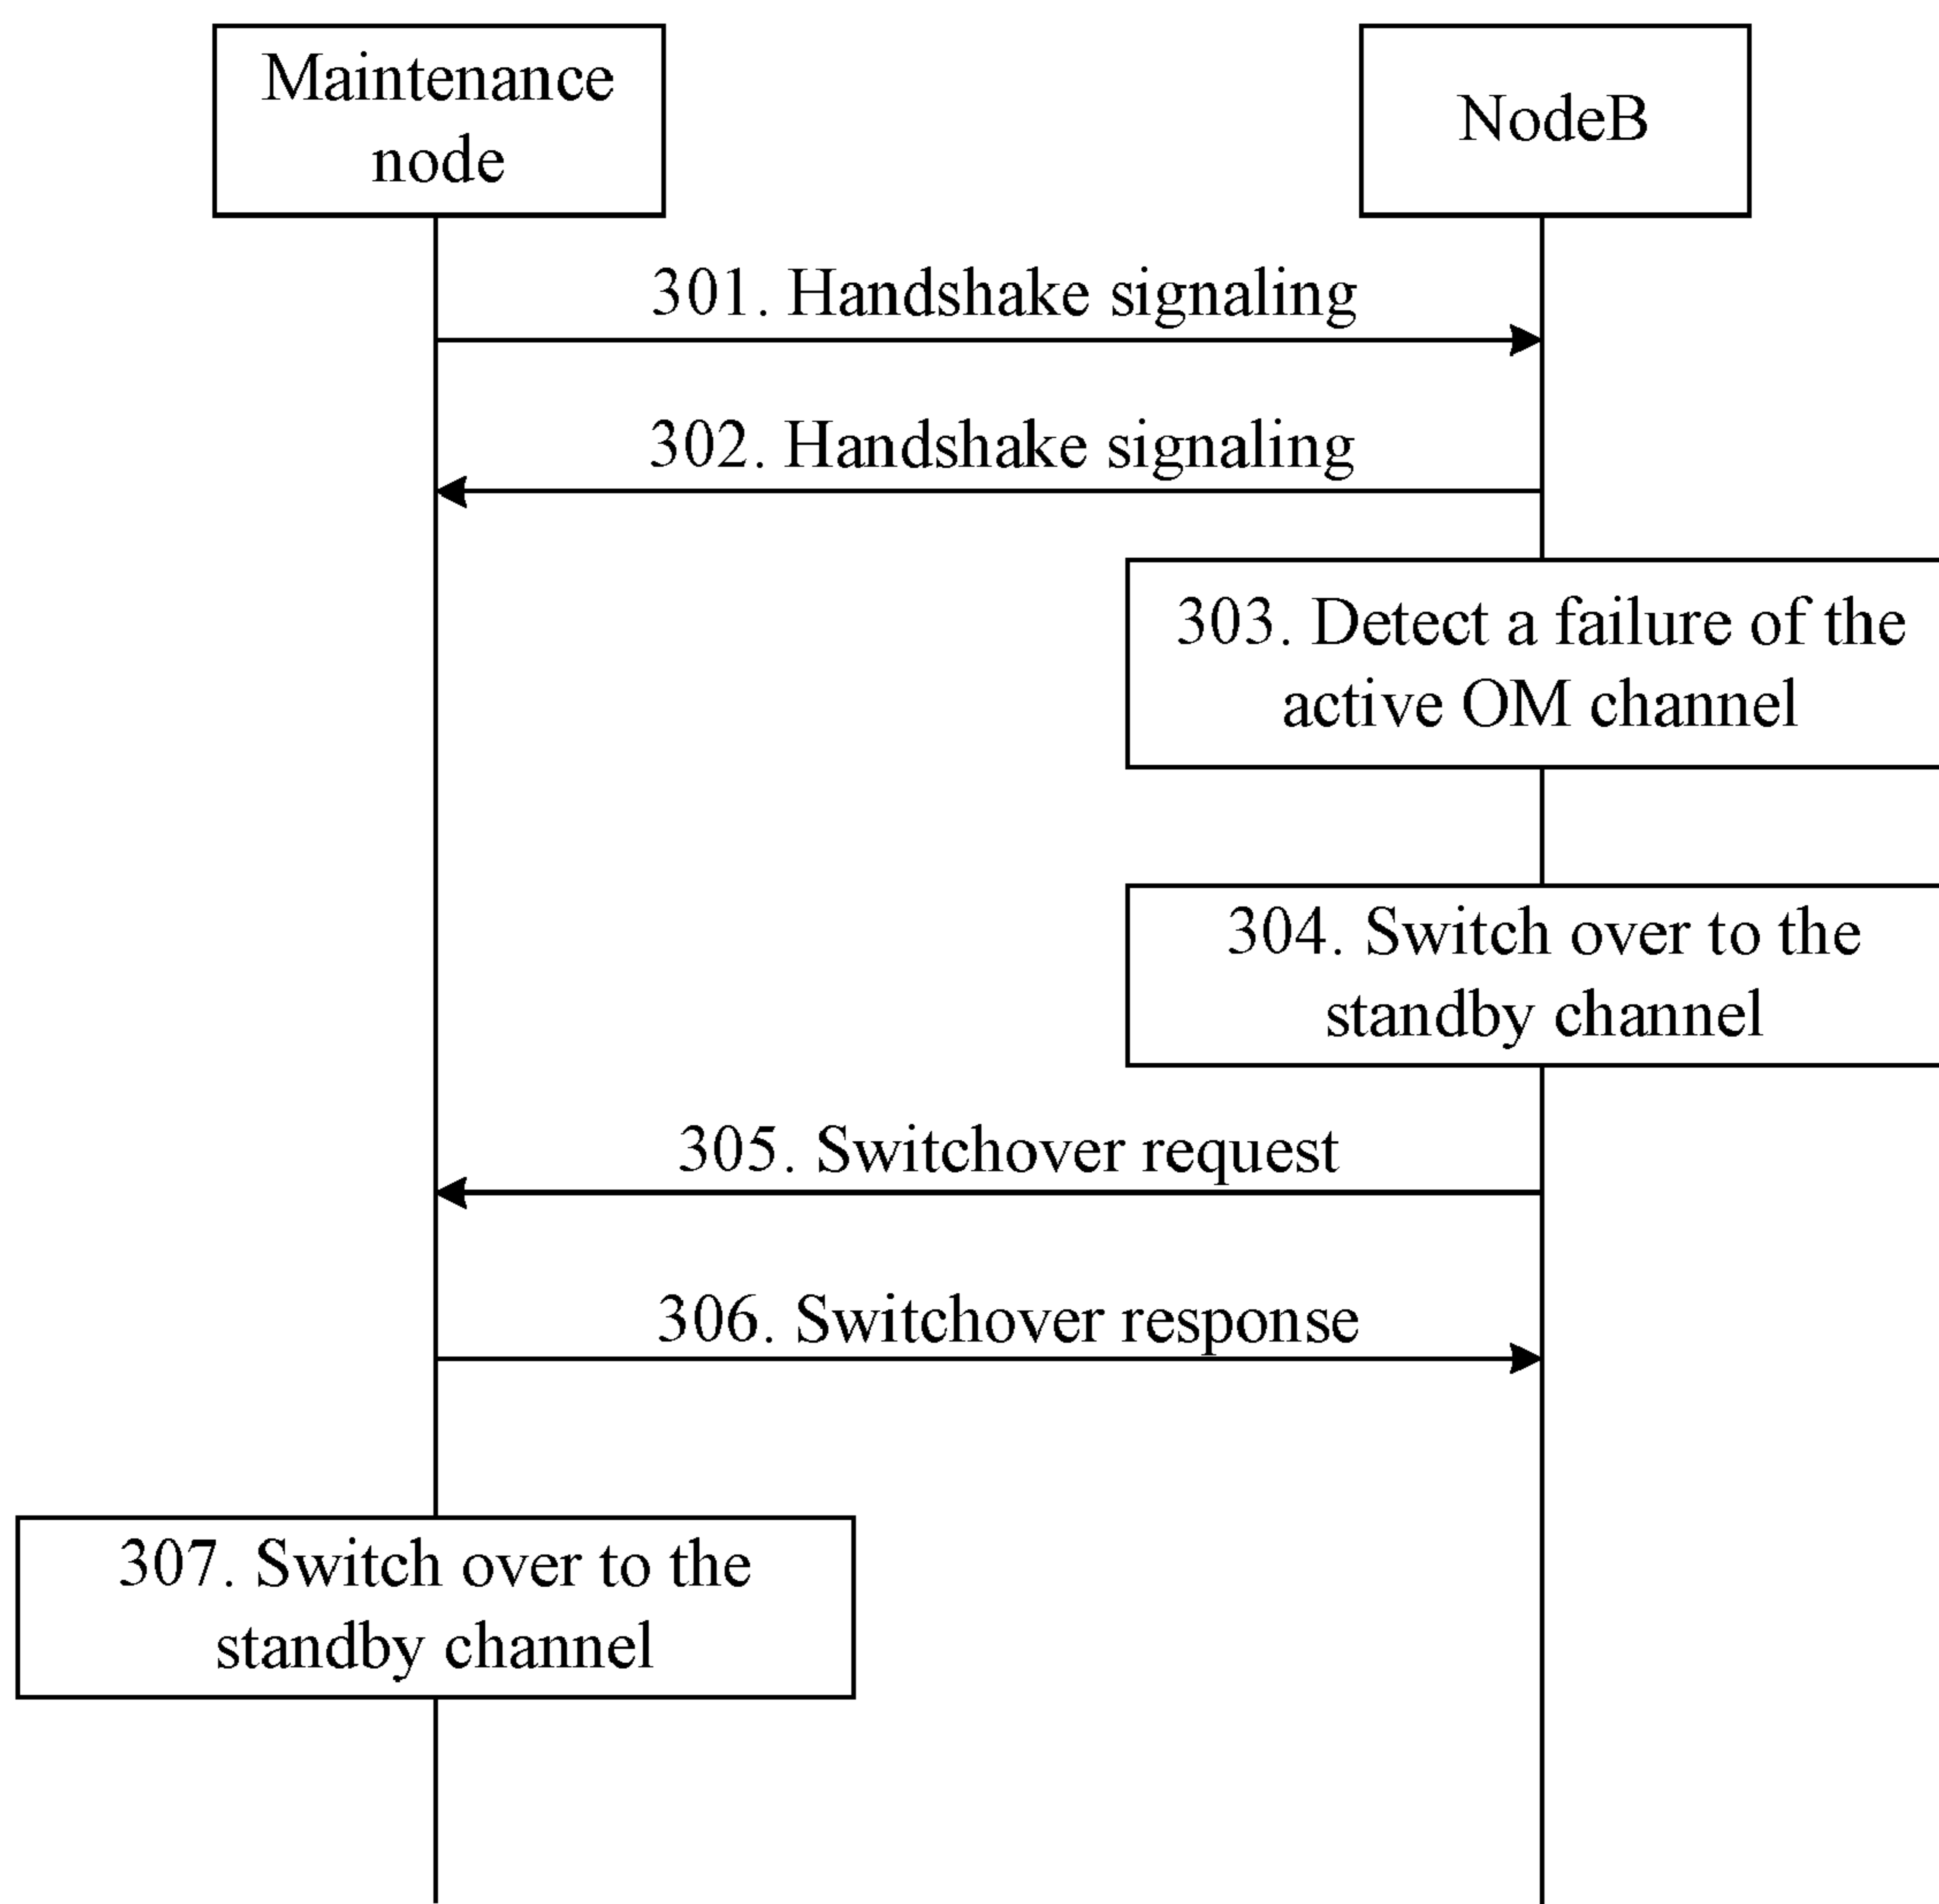 Maintenance
node
NodeB
301. Handshake signaling
302. Handshake signaling
303. Detect a failure of the
active OM channel
304. Switch over to the
standby channel
305. Switchover request
306. Switchover response
307. Switch over to the
standby channel